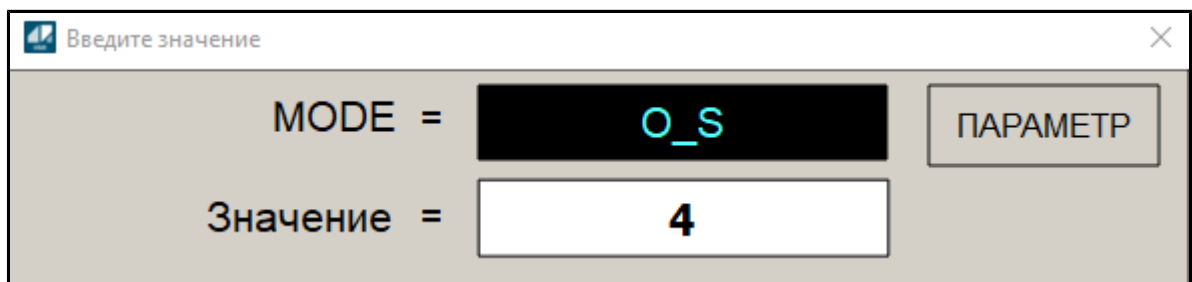 Введите значение
MODE = O_S ПАРАМЕТР
Значение = 4